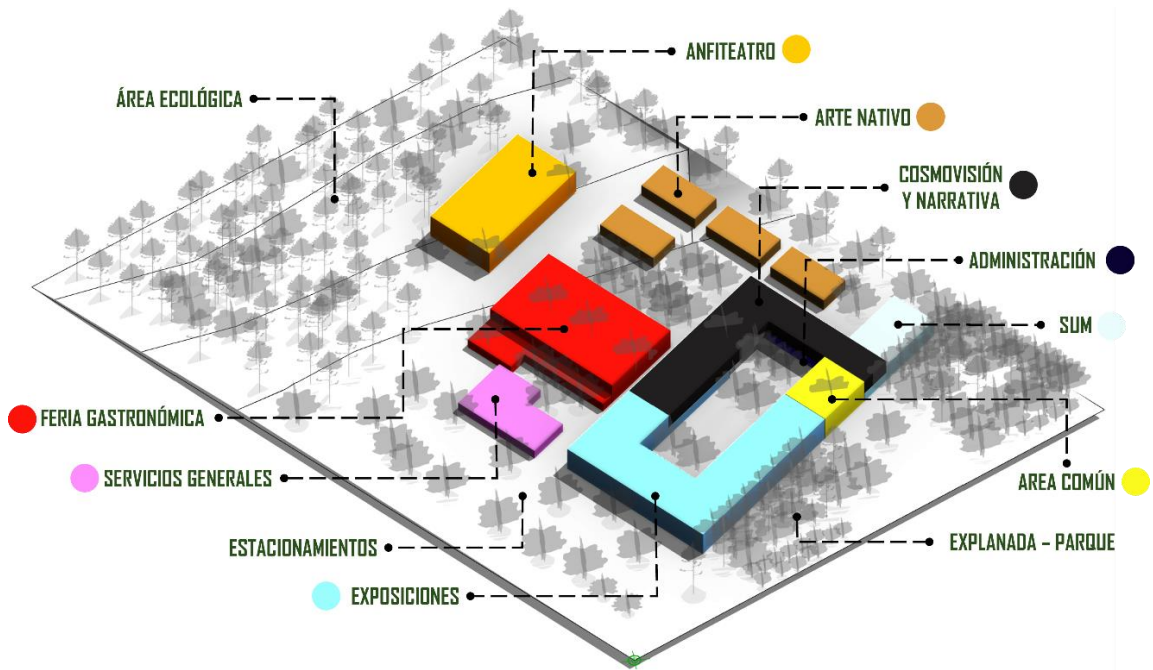 ANFITEATRO
ÁREA ECOLÓGICA
ARTE NATIVO
COSMOVISIÓN
Y NARRATIVA
ADMINISTRACIÓN
SUM
FERIA GASTRONÓMICA
SERVICIOS GENERALES
AREA COMÚN
ESTACIONAMIENTOS
EXPLANADA – PARQUE
EXPOSICIONES